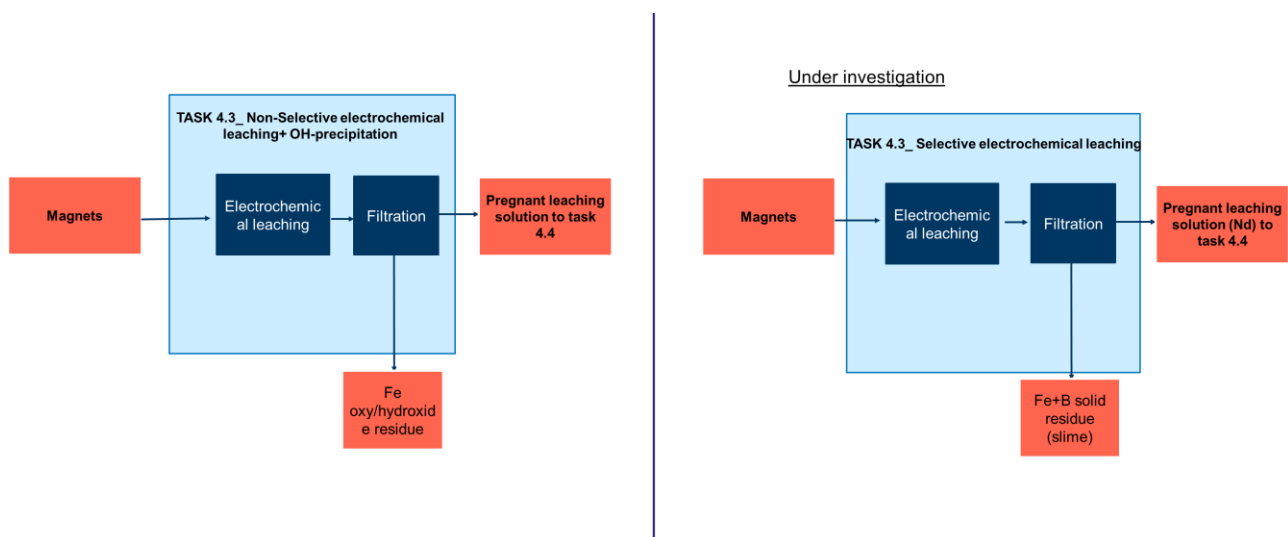 TASK 4.3_ Non-Selective electrochemical
leaching+ OH-precipitation
Magnets
Electrochemic
al leaching
Filtration
Pregnant leaching
solution to task
4.4
Fe
oxy/hydroxid
e residue
Under investigation
TASK 4.3_ Selective electrochemical leaching
Magnets
Electrochemic
al leaching
Filtration
Pregnant leaching
solution (Nd) to
task 4.4
Fe+B solid
residue
(slime)